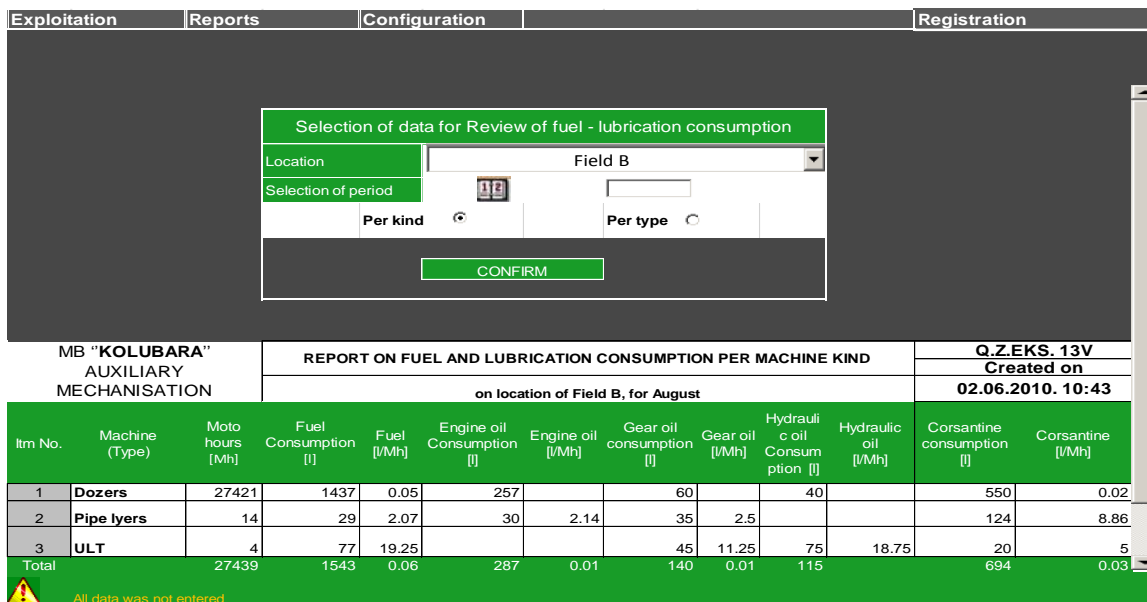 Exploitation Reports Configuration Registration
Selection of data for Review of fuel - lubrication consumption
Location Field B
Selection of period 12
Per kind Per type
CONFIRM
MB ‘’KOLUBARA’’
AUXILIARY
MECHANISATION
REPORT ON FUEL AND LUBRICATION CONSUMPTION PER MACHINE KIND
on location of Field B, for August
Q.Z.EKS. 13V
Created on
02.06.2010. 10:43
Itm No.
Machine
(Type)
Moto
hours
[Mh]
Fuel
Consumption
[l]
Fuel
[l/Mh]
Engine oil
Consumption
[l]
Engine oil
[l/Mh]
Gear oil
consumption
[l]
Gear oil
[l/Mh]
Hydrauli
c oil
Consum
ption [l]
Hydraulic
oil
[l/Mh]
Corsantine
consumption
[l]
Corsantine
[l/Mh]
1 Dozers 27421 1437 0.05 257 60 40 550 0.02
2 Pipe lyers 14 29 2.07 30 2.14 35 2.5 124 8.86
3 ULT 4 77 19.25 45 11.25 75 18.75 20 5
Total 27439 1543 0.06 287 0.01 140 0.01 115 694 0.03
All data was not entered